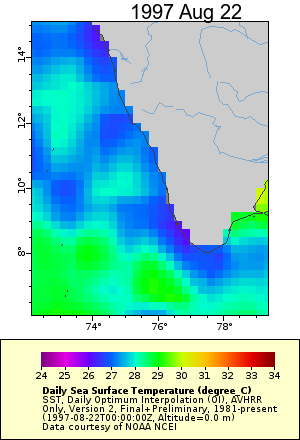 1997 Aug 22
14°
12°
10°
8°
74° 76° 78°
24 25 26 27 28 29 30 31 32 33 34
Daily Sea Surface Temperature (degree_C)
SST, Daily Optimum Interpolation (OI), AVHRR
Only, Version 2, Final+Preliminary, 1981-present
(1997-08-22T00:00:00Z, Altitude=0.0 m)
Data courtesy of NOAA NCEI